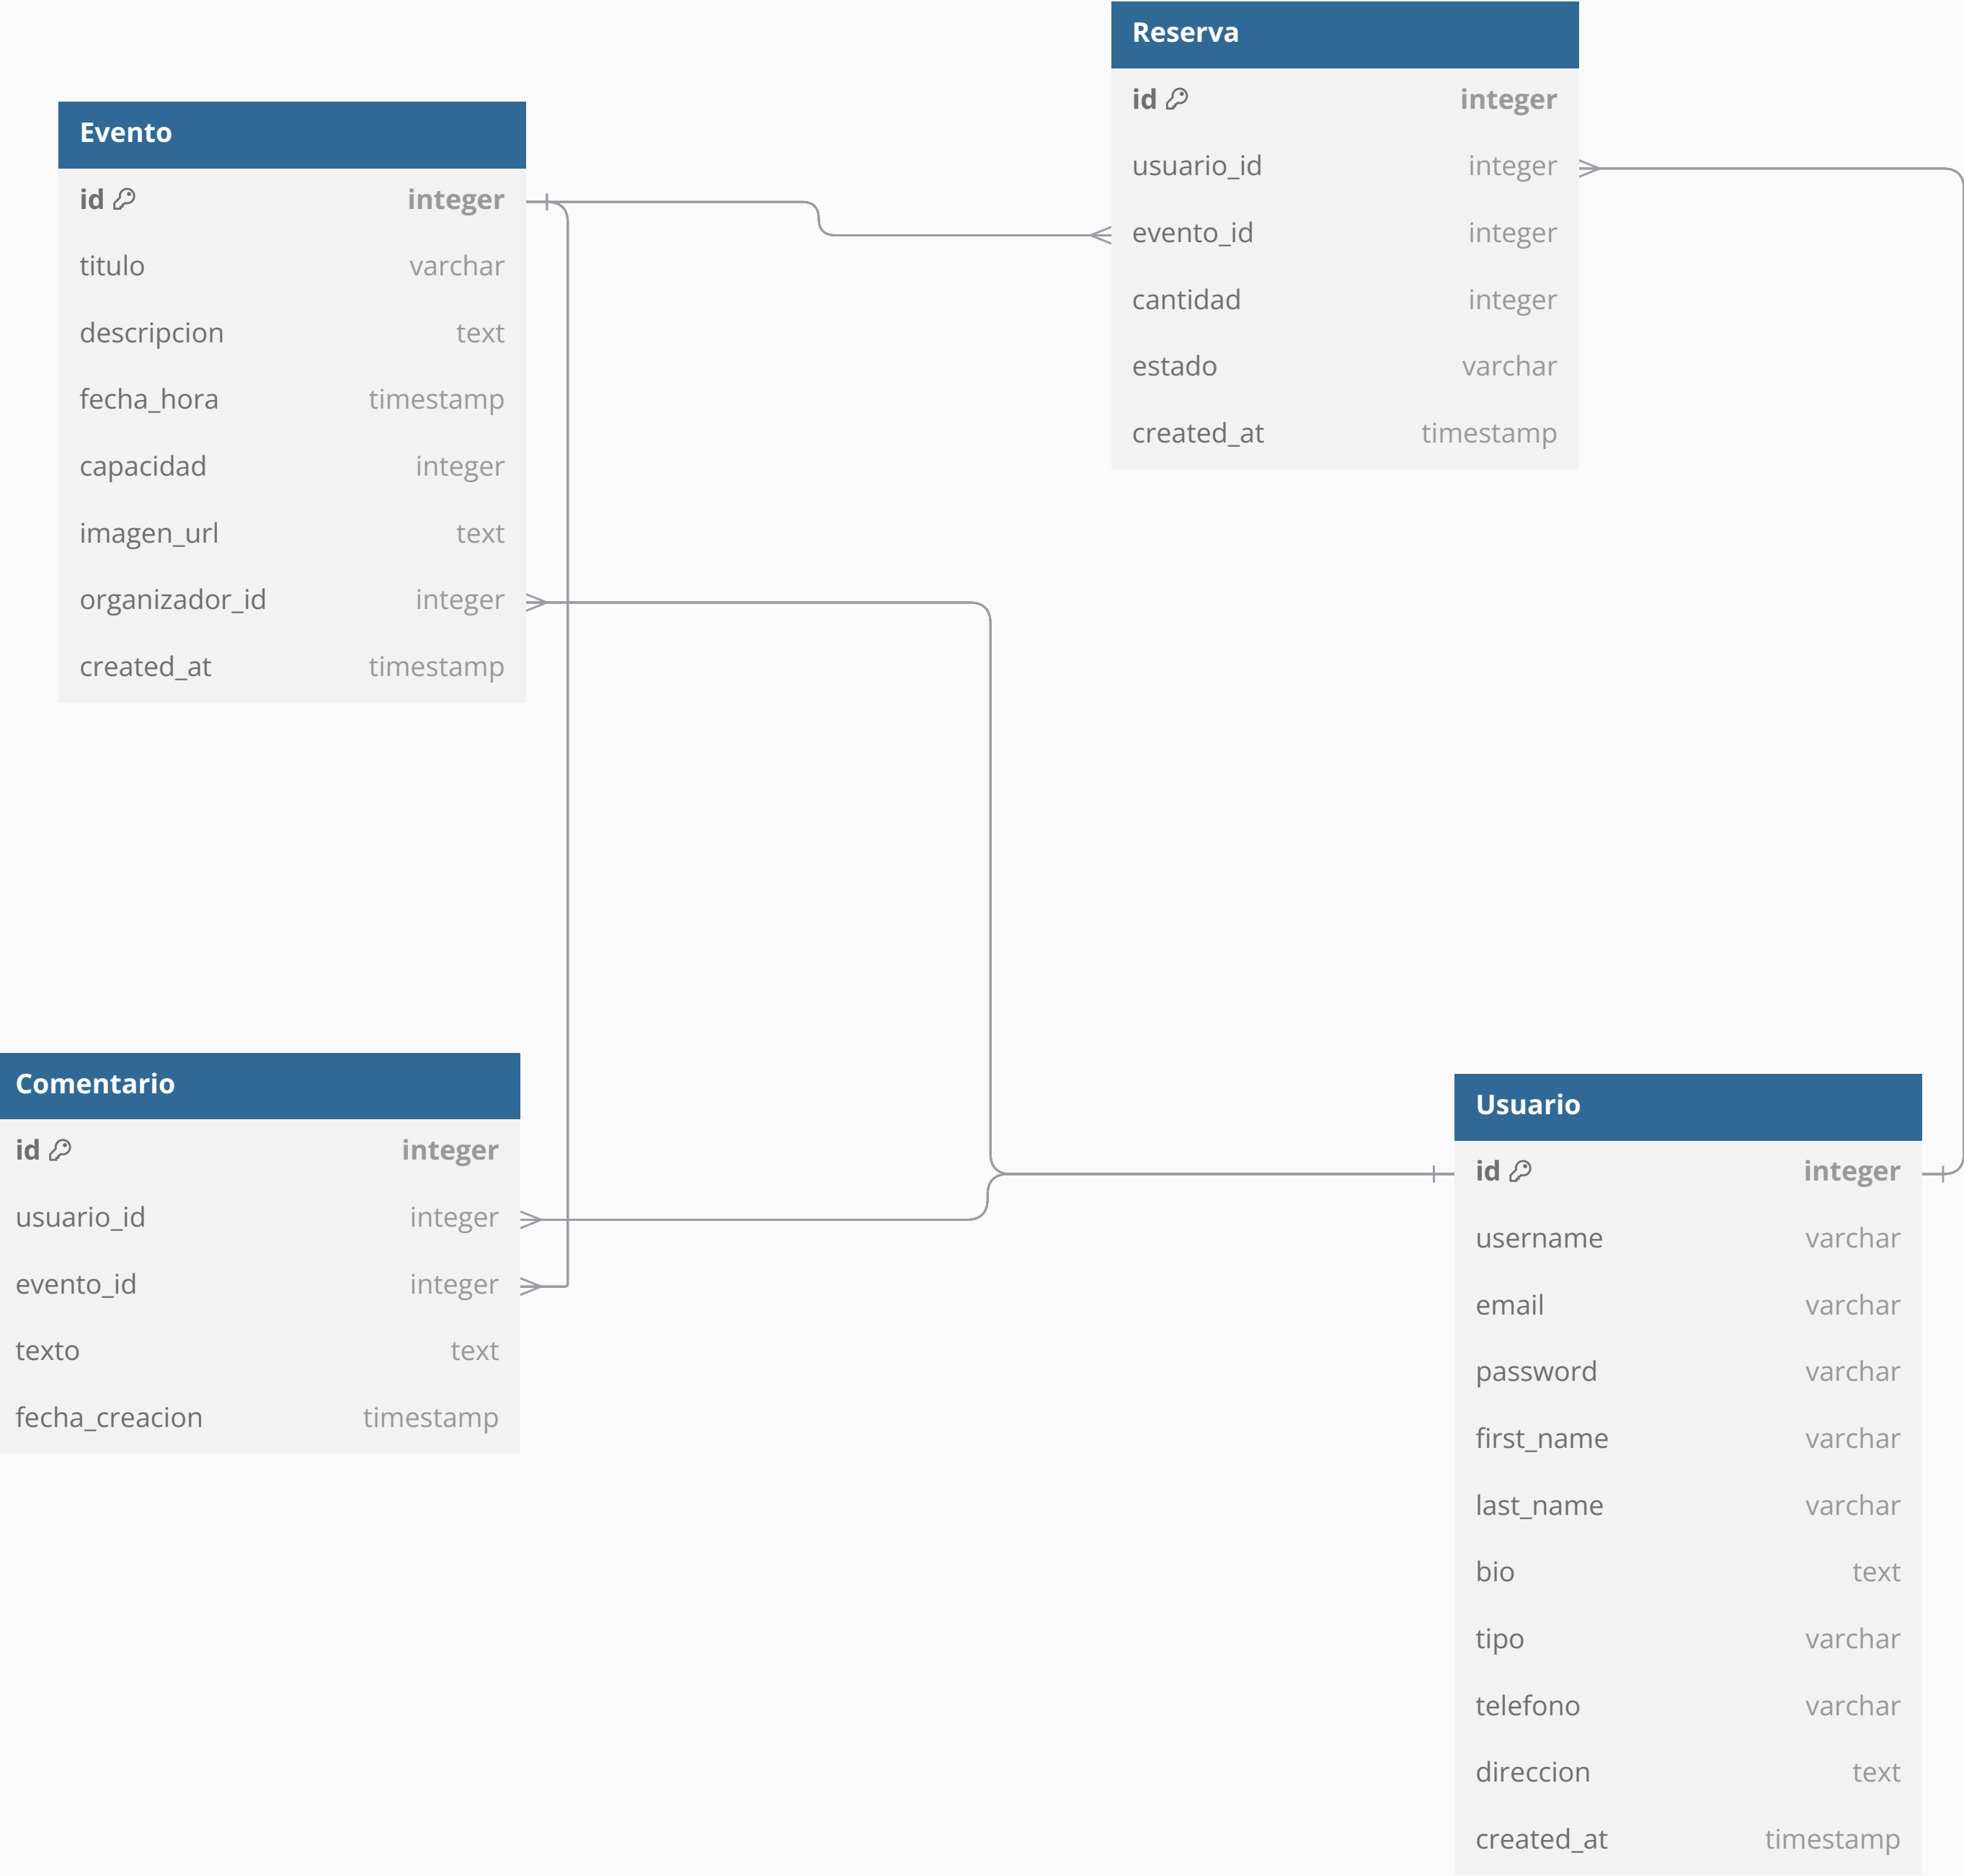 Reserva
id integer
usuario_id integer
evento_id integer
cantidad integer
estado varchar
created_at timestamp
Evento
id integer
titulo varchar
descripcion text
fecha_hora timestamp
capacidad integer
imagen_url text
organizador_id integer
created_at timestamp
Comentario
id integer
usuario_id integer
evento_id integer
texto text
fecha_creacion timestamp
Usuario
id integer
username varchar
email varchar
password varchar
first_name varchar
last_name varchar
bio text
tipo varchar
telefono varchar
direccion text
created_at timestamp